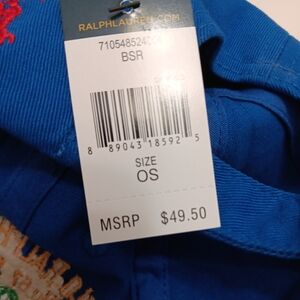 RALPHLAUREN.COM
BSR
8 89043 18592 5
SIZE
OS
MSRP $49.50